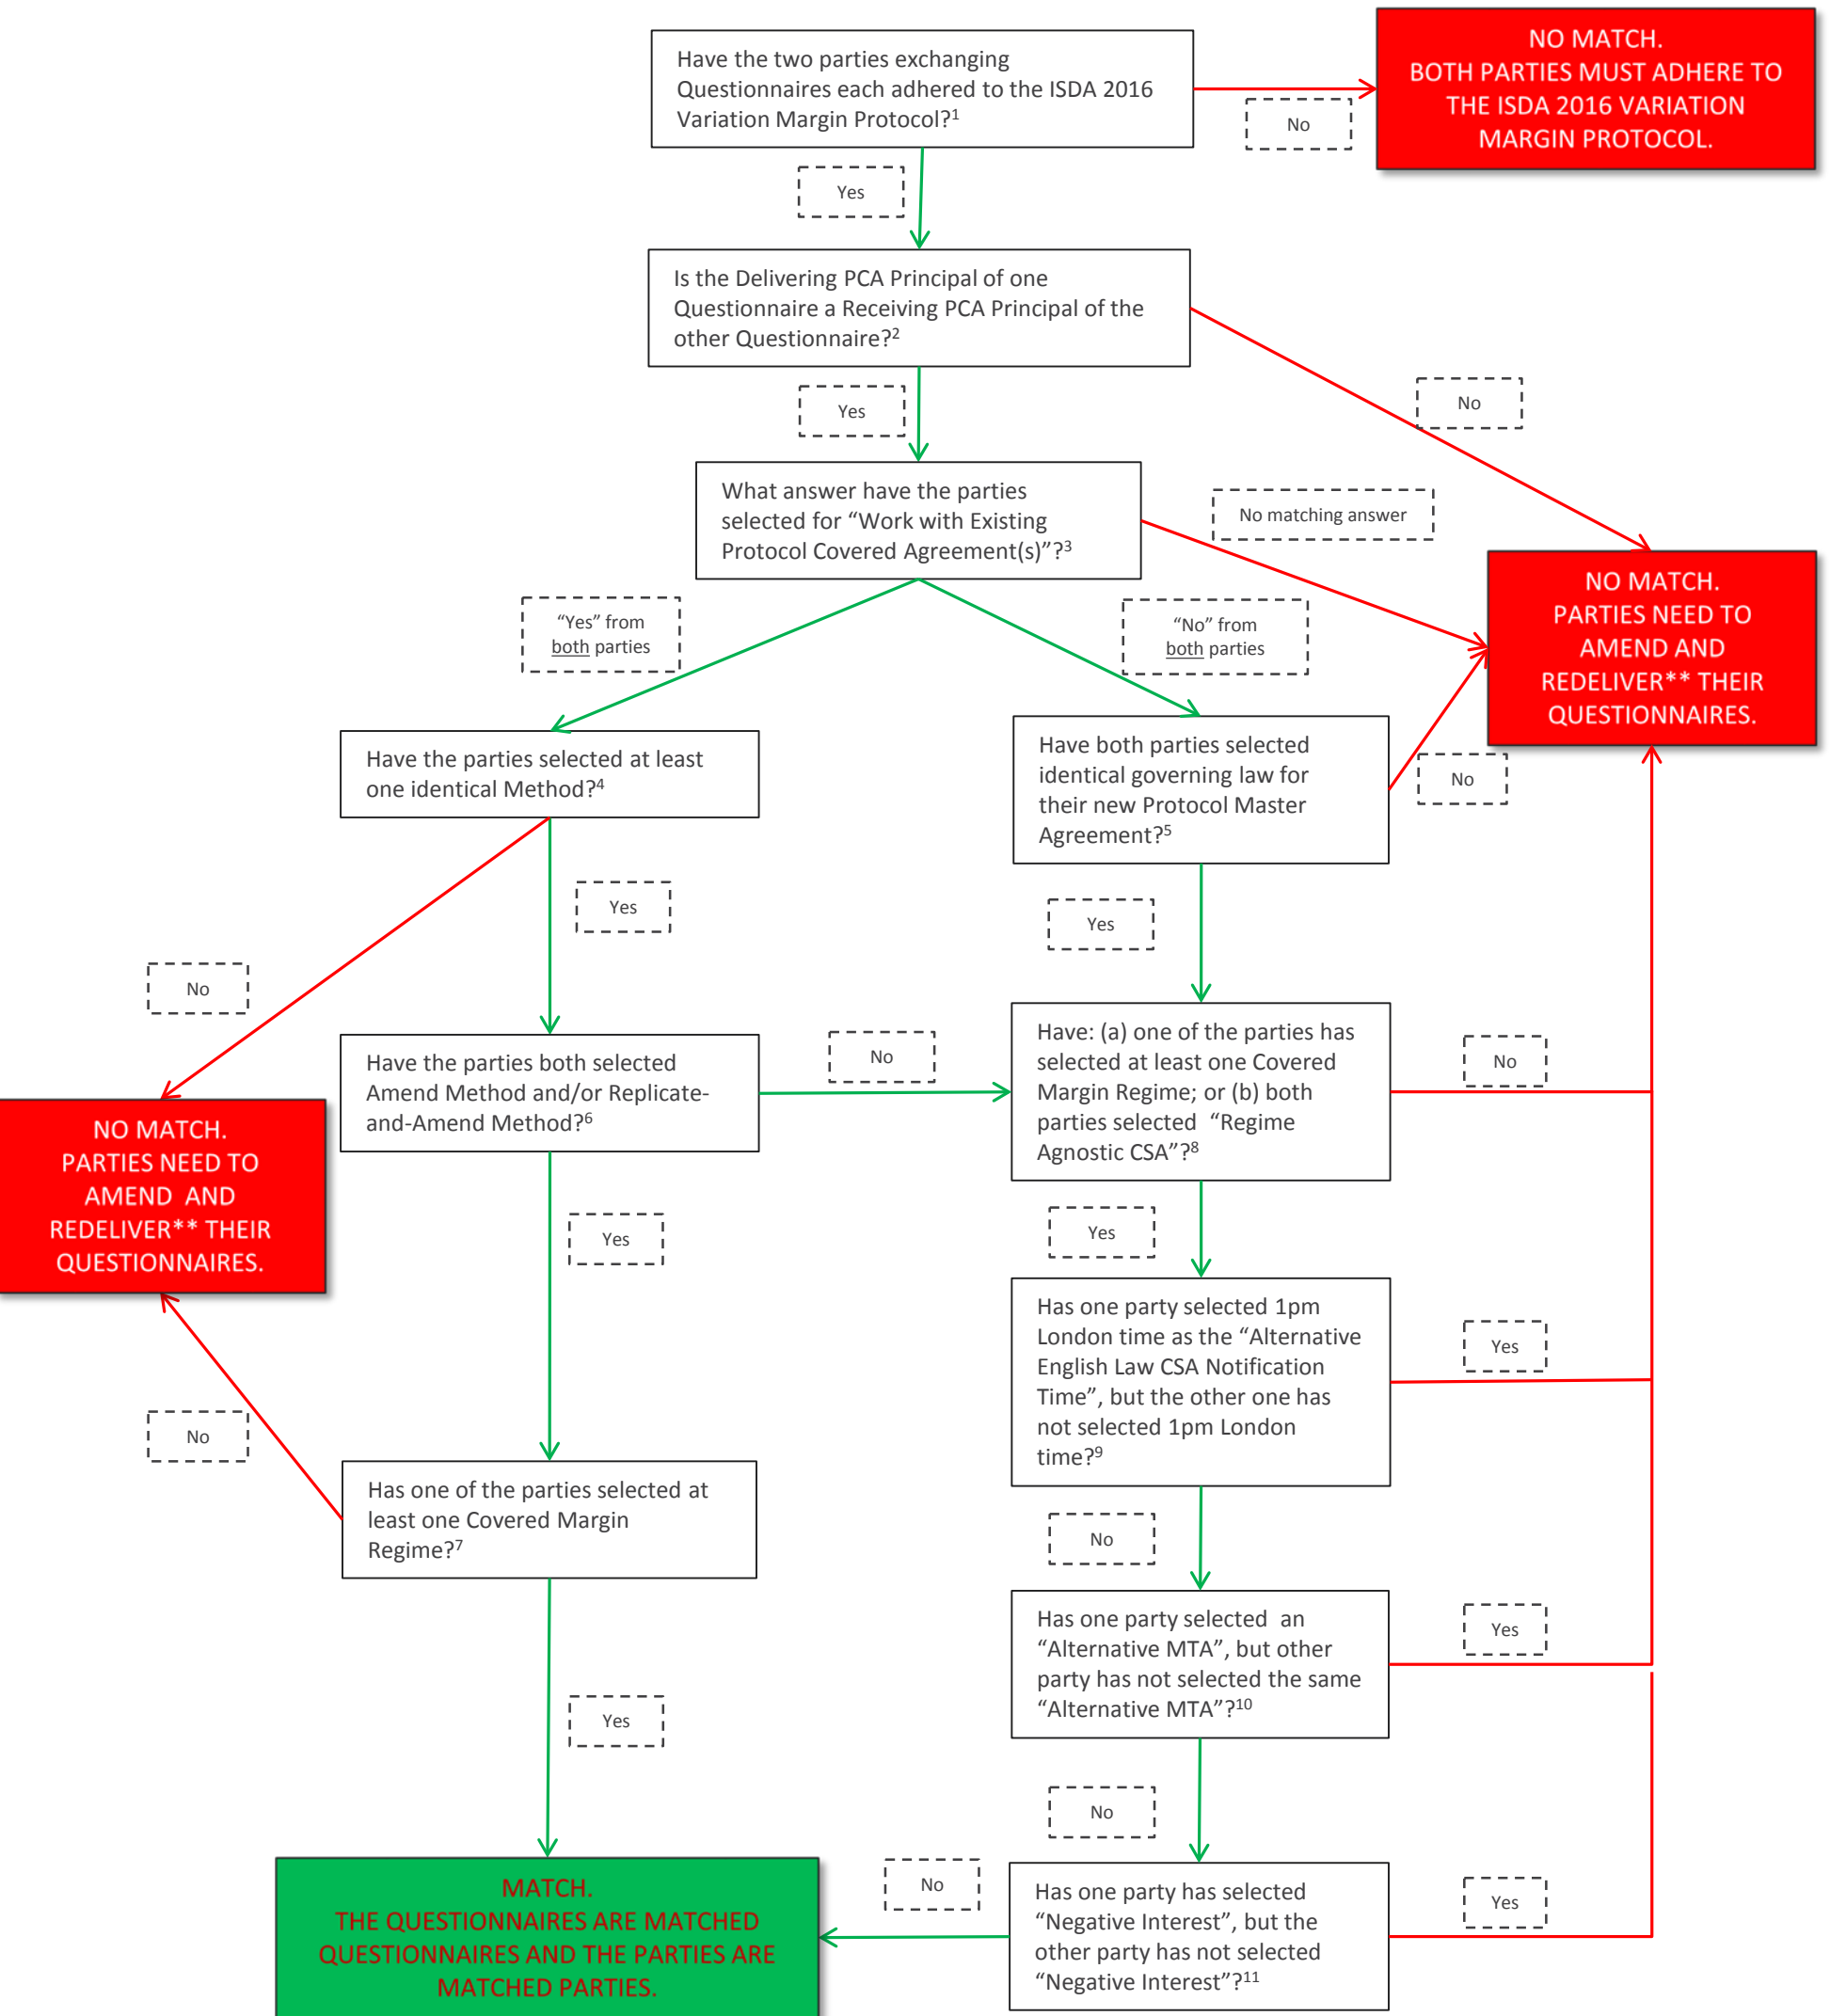 Have the two parties exchanging
Questionnaires each adhered to the ISDA 2016
Variation Margin Protocol?1
No
NO MATCH.
BOTH PARTIES MUST ADHERE TO
THE ISDA 2016 VARIATION
MARGIN PROTOCOL.
Yes
Is the Delivering PCA Principal of one
Questionnaire a Receiving PCA Principal of the
other Questionnaire?2
No
Yes
What answer have the parties
selected for “Work with Existing
Protocol Covered Agreement(s)”?3
No matching answer
NO MATCH.
PARTIES NEED TO
AMEND AND
REDELIVER** THEIR
QUESTIONNAIRES.
“Yes” from
both parties
“No” from
both parties
Have the parties selected at least
one identical Method?4
Have both parties selected
identical governing law for
their new Protocol Master
Agreement?5
No
Yes
Yes
No
Have the parties both selected
Amend Method and/or Replicate-
and-Amend Method?6
No
Have: (a) one of the parties has
selected at least one Covered
Margin Regime; or (b) both
parties selected “Regime
Agnostic CSA”?8
No
NO MATCH.
PARTIES NEED TO
AMEND AND
REDELIVER** THEIR
QUESTIONNAIRES.
Yes
Yes
Has one party selected 1pm
London time as the “Alternative
English Law CSA Notification
Time”, but the other one has
not selected 1pm London
time?9
Yes
No
Has one of the parties selected at
least one Covered Margin
Regime?7
No
Has one party selected an
“Alternative MTA”, but other
party has not selected the same
“Alternative MTA”?10
Yes
Yes
No
MATCH.
THE QUESTIONNAIRES ARE MATCHED
QUESTIONNAIRES AND THE PARTIES ARE
MATCHED PARTIES.
No
Has one party has selected
“Negative Interest”, but the
other party has not selected
“Negative Interest”?11
Yes